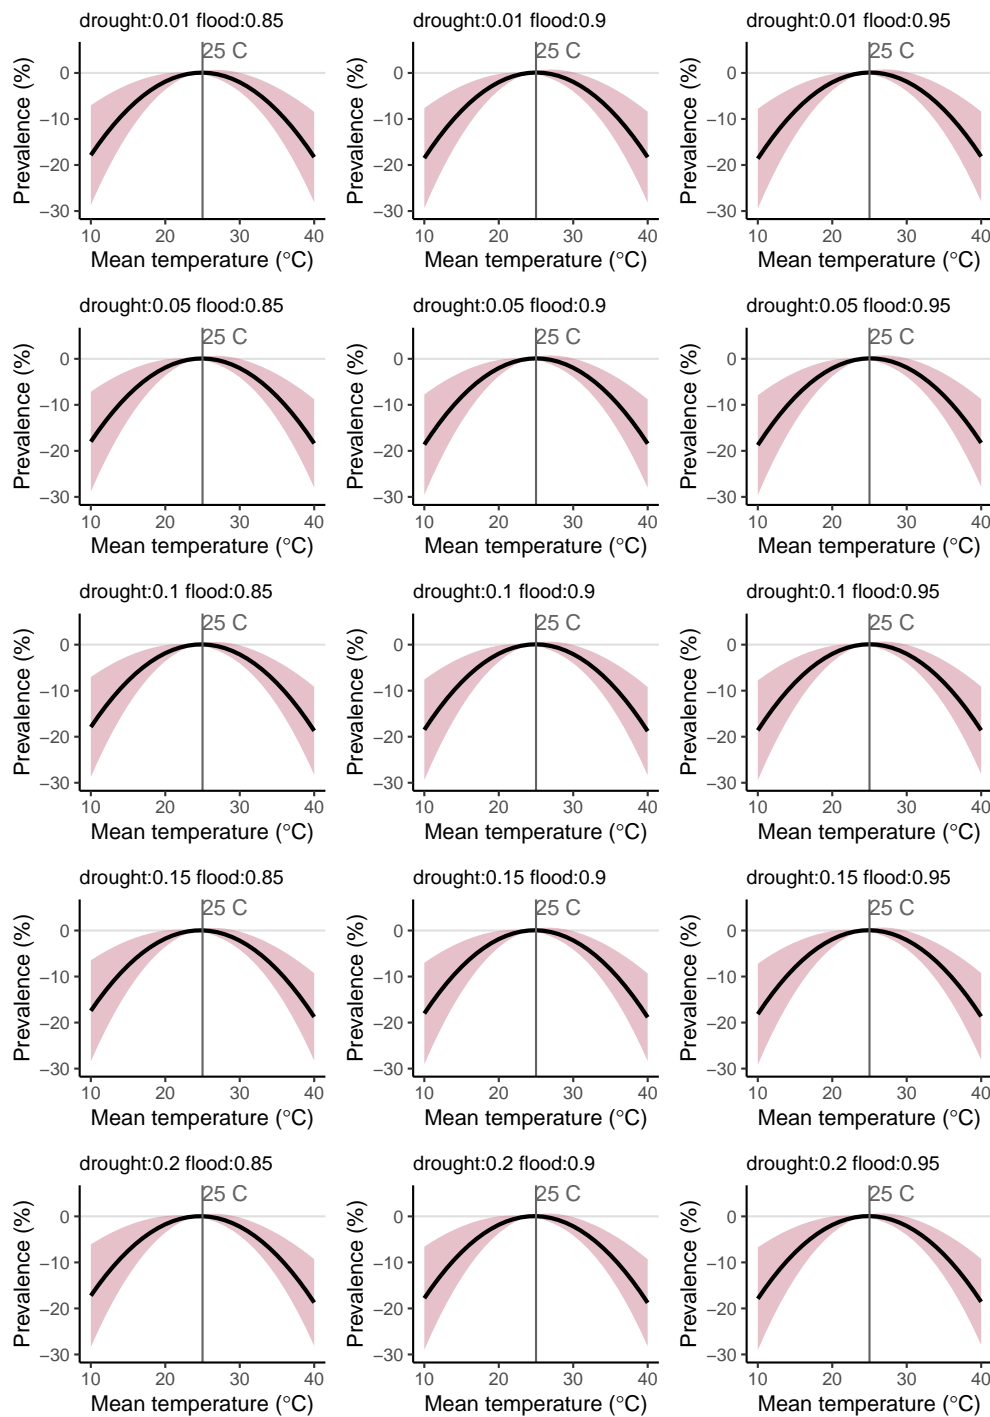 drought:0.01 flood:0.85
25 C
0
−10
−20
−30
Prevalence (%)
10 20 30 40
Mean temperature (°C)
drought:0.01 flood:0.9
25 C
0
−10
−20
−30
Prevalence (%)
10 20 30 40
Mean temperature (°C)
drought:0.01 flood:0.95
25 C
0
−10
−20
−30
Prevalence (%)
10 20 30 40
Mean temperature (°C)
drought:0.05 flood:0.85
25 C
0
−10
−20
−30
Prevalence (%)
10 20 30 40
Mean temperature (°C)
drought:0.05 flood:0.9
25 C
0
−10
−20
−30
Prevalence (%)
10 20 30 40
Mean temperature (°C)
drought:0.05 flood:0.95
25 C
0
−10
−20
−30
Prevalence (%)
10 20 30 40
Mean temperature (°C)
drought:0.1 flood:0.85
25 C
0
−10
−20
−30
Prevalence (%)
10 20 30 40
Mean temperature (°C)
drought:0.1 flood:0.9
25 C
0
−10
−20
−30
Prevalence (%)
10 20 30 40
Mean temperature (°C)
drought:0.1 flood:0.95
25 C
0
−10
−20
−30
Prevalence (%)
10 20 30 40
Mean temperature (°C)
drought:0.15 flood:0.85
25 C
0
−10
−20
−30
Prevalence (%)
10 20 30 40
Mean temperature (°C)
drought:0.15 flood:0.9
25 C
0
−10
−20
−30
Prevalence (%)
10 20 30 40
Mean temperature (°C)
drought:0.15 flood:0.95
25 C
0
−10
−20
−30
Prevalence (%)
10 20 30 40
Mean temperature (°C)
drought:0.2 flood:0.85
25 C
0
−10
−20
−30
Prevalence (%)
10 20 30 40
Mean temperature (°C)
drought:0.2 flood:0.9
25 C
0
−10
−20
−30
Prevalence (%)
10 20 30 40
Mean temperature (°C)
drought:0.2 flood:0.95
25 C
0
−10
−20
−30
Prevalence (%)
10 20 30 40
Mean temperature (°C)